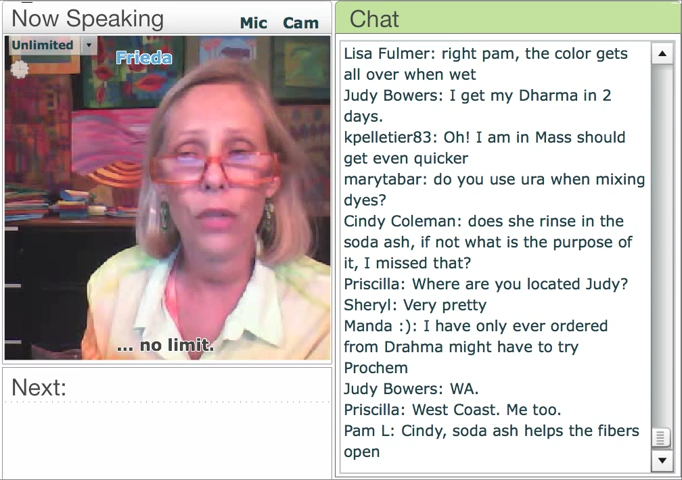 Now Speaking
Mic Cam
Unlimited
Frieda
... no limit.
Next:
Chat
Lisa Fulmer: right pam, the color gets
all over when wet
Judy Bowers: I get my Dharma in 2
days.
kpelletier83: Oh! I am in Mass should
get even quicker
marytabar: do you use ura when mixing
dyes?
Cindy Coleman: does she rinse in the
soda ash, if not what is the purpose of
it, I missed that?
Priscilla: Where are you located Judy?
Sheryl: Very pretty
Manda :): I have only ever ordered
from Drahma might have to try
Prochem
Judy Bowers: WA.
Priscilla: West Coast. Me too.
Pam L: Cindy, soda ash helps the fibers
open